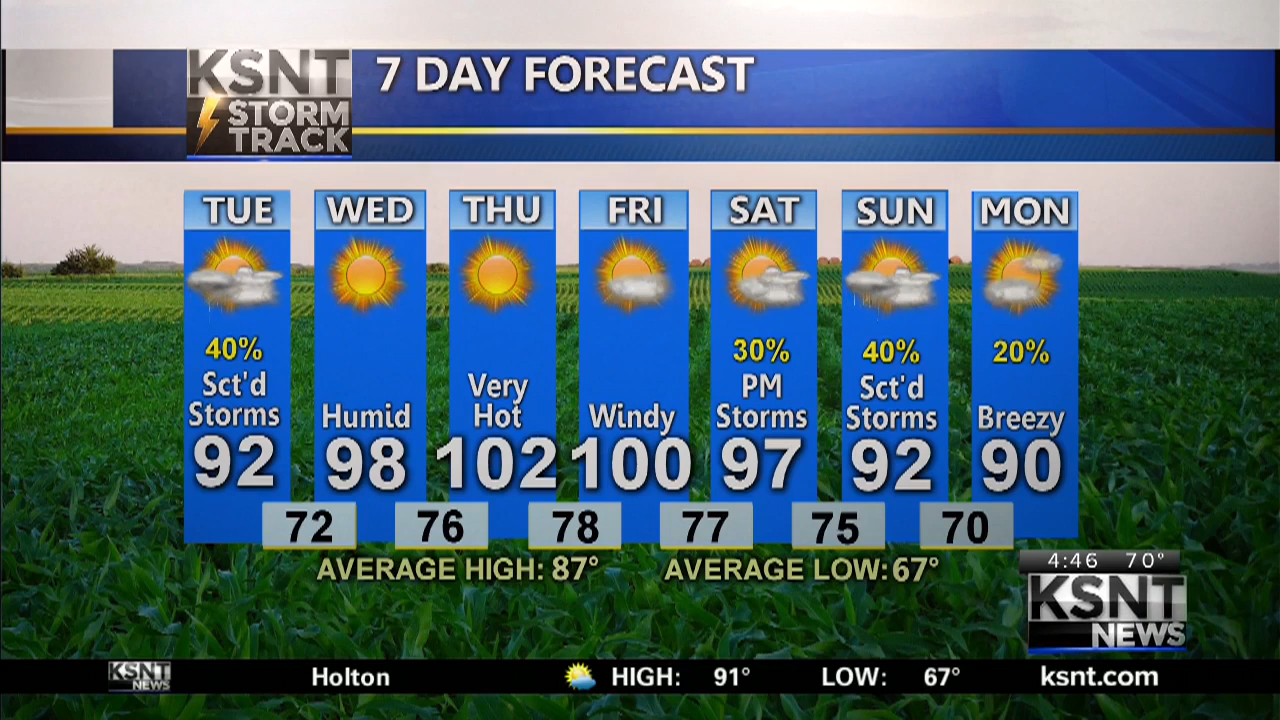 KSNT
STORM
TRACK
7 DAY FORECAST
TUE WED THU FRI SAT SUN MON
40% 30% 40% 20%
Sct'd Storms Humid Very Hot Windy PM Storms Sct'd Storms Breezy
92 98 102 100 97 92 90
72 76 78 77 75 70
AVERAGE HIGH: 87° AVERAGE LOW: 67°
4:46 70°
KSNT
NEWS
KSNT NEWS Holton HIGH: 91° LOW: 67° ksnt.com